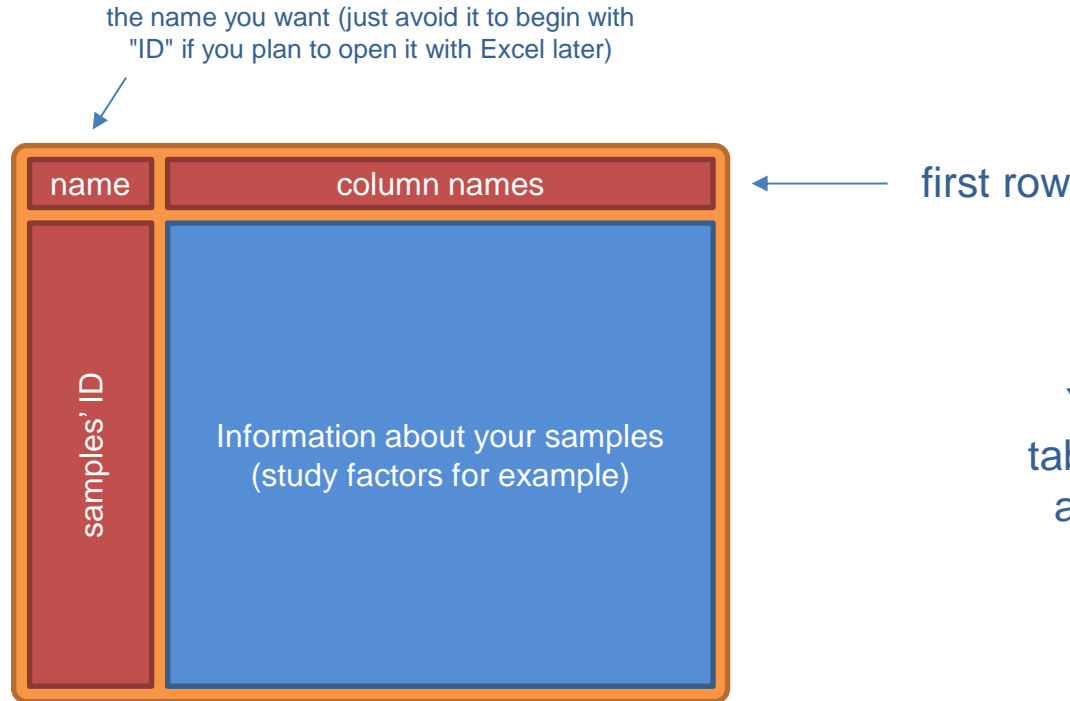 the name you want (just avoid it to begin with
"ID" if you plan to open it with Excel later)
name
column names
first row
samples' ID
Information about your samples
(study factors for example)